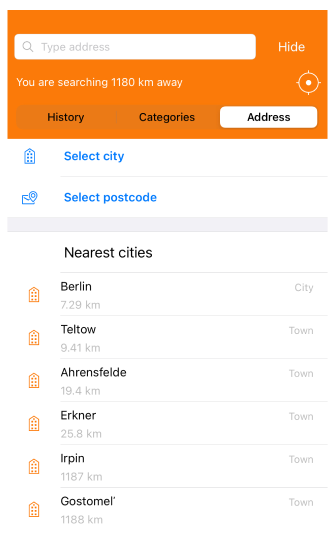 Type address
Hide
You are searching 1180 km away
History
Categories
Address
Select city
Select postcode
Nearest cities
Berlin
City
7.29 km
Teltow
Town
9.41 km
Ahrensfelde
Town
19.4 km
Erkner
Town
25.8 km
Irpin
Town
1187 km
Gostomel'
Town
1188 km